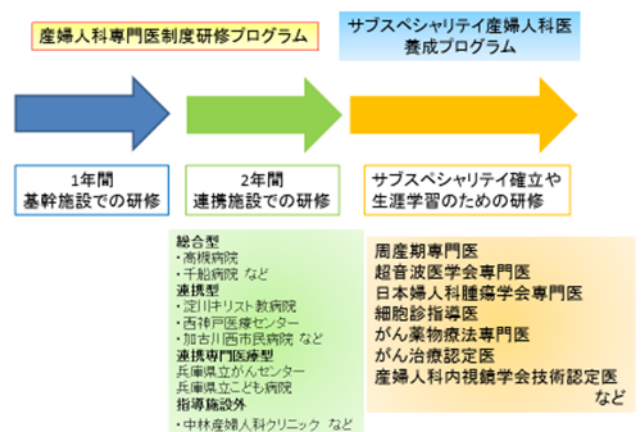 産婦人科専門医制度研修プログラム
サブスペシャリテイ産婦人科医
養成プログラム
1年間
基幹施設での研修
2年間
連携施設での研修
サブスペシャリテイ確立や
生涯学習のための研修
総合型
・高槻病院
・千船病院 など
連携型
・淀川キリスト教病院
・西神戸医療センター
・加古川西市民病院 など
連携専門医療型
兵庫県立がんセンター
兵庫県立こども病院
指導施設外
・中林産婦人科クリニック など
周産期専門医
超音波医学会専門医
日本婦人科腫瘍学会専門医
細胞診指導医
がん薬物療法専門医
がん治療認定医
産婦人科内視鏡学会技術認定医
など